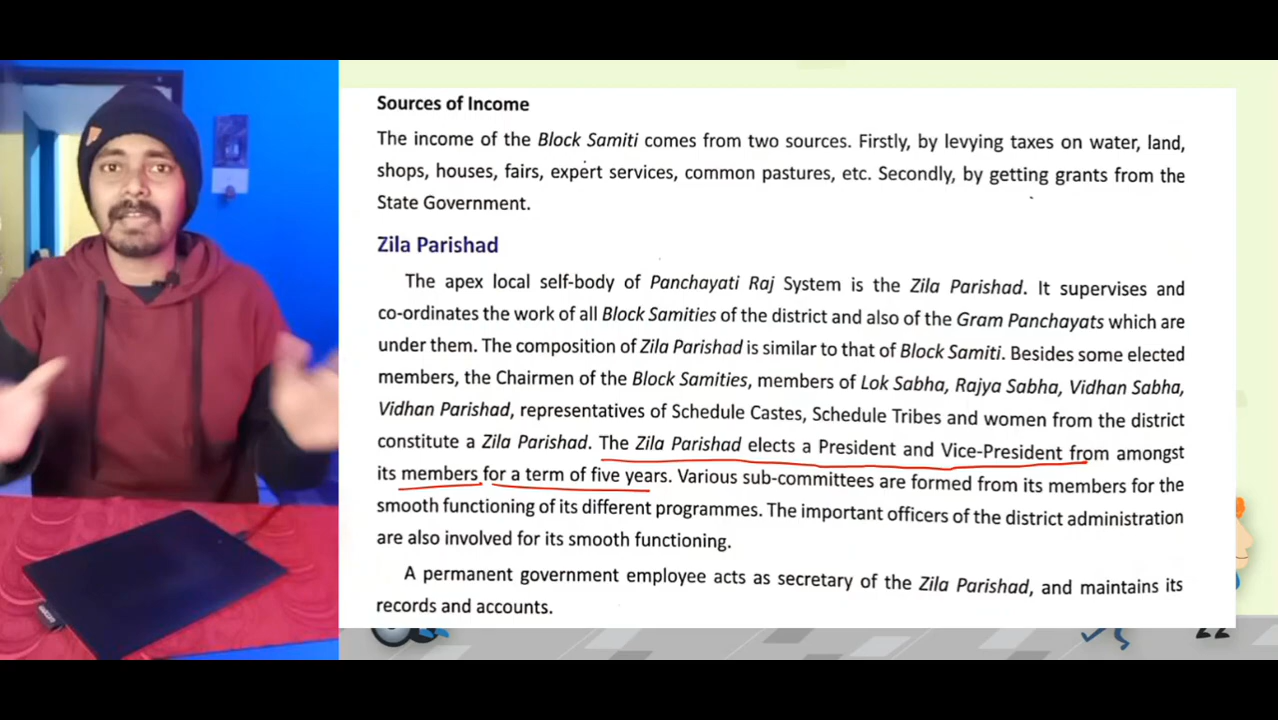 Sources of Income
The income of the Block Samiti comes from two sources. Firstly, by levying taxes on water, land,
shops, houses, fairs, expert services, common pastures, etc. Secondly, by getting grants from the
State Government.
Zila Parishad
The apex local self-body of Panchayati Raj System is the Zila Parishad. It supervises and
co-ordinates the work of all Block Samities of the district and also of the Gram Panchayats which are
under them. The composition of Zila Parishad is similar to that of Block Samiti. Besides some elected
members, the Chairmen of the Block Samities, members of Lok Sabha, Rajya Sabha, Vidhan Sabha,
Vidhan Parishad, representatives of Schedule Castes, Schedule Tribes and women from the district
constitute a Zila Parishad. The Zila Parishad elects a President and Vice-President from amongst
its members for a term of five years. Various sub-committees are formed from its members for the
smooth functioning of its different programmes. The important officers of the district administration
are also involved for its smooth functioning.
A permanent government employee acts as secretary of the Zila Parishad, and maintains its
records and accounts.